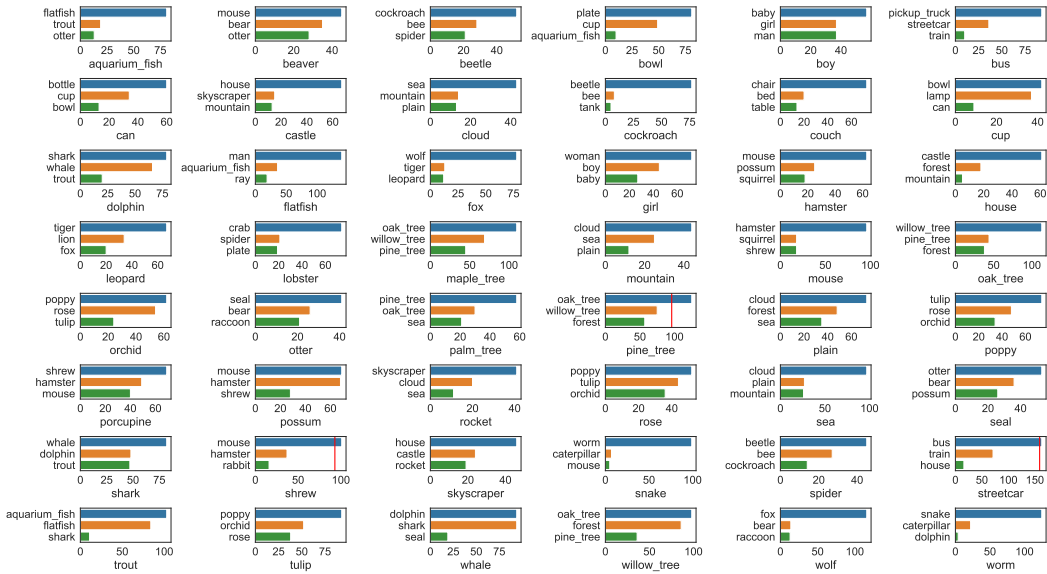 flatfish
trout
otter
0 25 50 75
aquarium_fish
mouse
bear
otter
0 20 40
beaver
cockroach
bee
spider
0 20 40
beetle
plate
cup
aquarium_fish
0 25 50 75
bowl
baby
girl
man
0 20 40
boy
pickup_truck
streetcar
train
0 25 50 75
bus
bottle
cup
bowl
0 20 40 60
can
house
skyscraper
mountain
0 20 40 60
castle
sea
mountain
plain
0 20 40
cloud
beetle
bee
tank
0 25 50 75
cockroach
chair
bed
table
0 20 40 60
couch
bowl
lamp
can
0 20 40
cup
shark
whale
trout
0 20 40 60
dolphin
man
aquarium_fish
ray
0 50 100
flatfish
wolf
tiger
leopard
0 25 50 75
fox
woman
boy
baby
0 20 40 60
girl
mouse
possum
squirrel
0 20 40 60
hamster
castle
forest
mountain
0 20 40 60
house
tiger
lion
fox
0 20 40 60
leopard
crab
spider
plate
0 20 40 60
lobster
oak_tree
willow_tree
pine_tree
0 50 100
maple_tree
cloud
sea
plain
0 20 40
mountain
hamster
squirrel
shrew
0 50 100
mouse
willow_tree
pine_tree
forest
0 50 100
oak_tree
poppy
rose
tulip
0 20 40 60
orchid
seal
bear
raccoon
0 20 40
otter
pine_tree
oak_tree
sea
0 20 40 60
palm_tree
oak_tree
willow_tree
forest
0 50 100
pine_tree
cloud
forest
sea
0 20 40 60
plain
tulip
rose
orchid
0 20 40 60
poppy
shrew
hamster
mouse
0 20 40 60
porcupine
mouse
hamster
shrew
0 20 40 60
possum
skyscraper
cloud
sea
0 20 40
rocket
poppy
tulip
orchid
0 20 40
rose
cloud
plain
mountain
0 50 100
sea
otter
bear
possum
0 20 40
seal
whale
dolphin
trout
0 25 50 75
shark
mouse
hamster
rabbit
0 50 100
shrew
house
castle
rocket
0 20 40
skyscraper
worm
caterpillar
mouse
0 50 100
snake
beetle
bee
cockroach
0 20 40
spider
bus
train
house
0 50 100 150
streetcar
aquarium_fish
flatfish
shark
0 50 100
trout
poppy
orchid
rose
0 25 50 75
tulip
dolphin
shark
seal
0 25 50 75
whale
oak_tree
forest
pine_tree
0 50 100
willow_tree
fox
bear
raccoon
0 50 100
wolf
snake
caterpillar
dolphin
0 50 100
worm